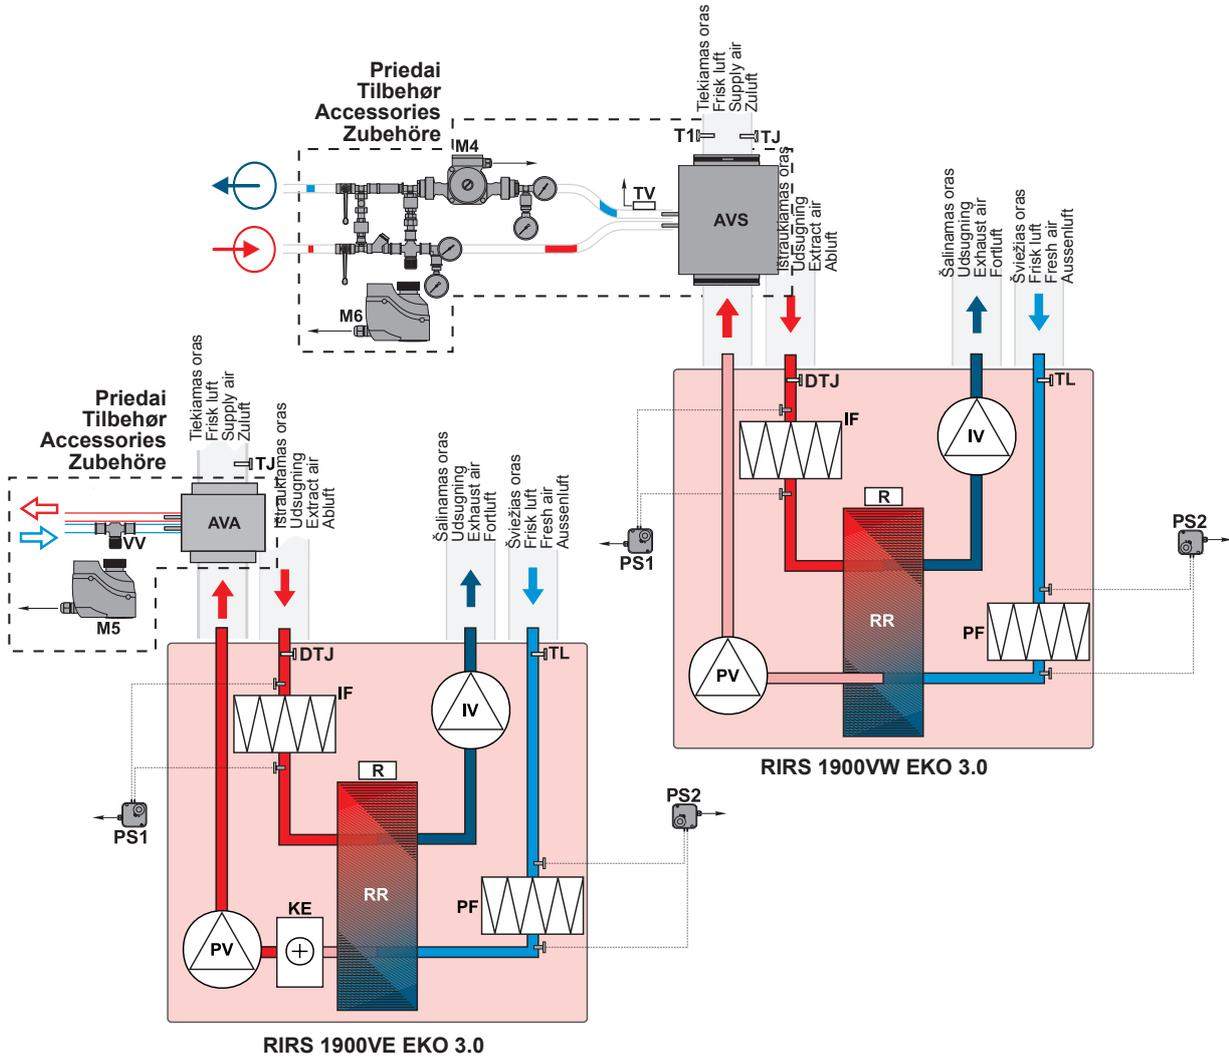 Priedai
Tilbehør
Accessories
Zubehöre
Tiekiamas oras
Frisk luft
Supply air
Zuluft
T1
TJ
M4
TV
AVS
M6
Ištraukiamas oras
Udsugning
Extract air
Abluft
Šalinamas oras
Udsugning
Exhaust air
Fortluft
Šviežias oras
Frisk luft
Fresh air
Aussenluft
DTJ
TL
IF
IV
R
PS1
PS2
RR
PF
PV
RIRS 1900VW EKO 3.0
Priedai
Tilbehør
Accessories
Zubehöre
Tiekiamas oras
Frisk luft
Supply air
Zuluft
TJ
AVA
VV
M5
Ištraukiamas oras
Udsugning
Extract air
Abluft
Šalinamas oras
Udsugning
Exhaust air
Fortluft
Šviežias oras
Frisk luft
Fresh air
Aussenluft
DTJ
TL
IF
IV
R
PS1
PS2
RR
PF
KE
PV
RIRS 1900VE EKO 3.0